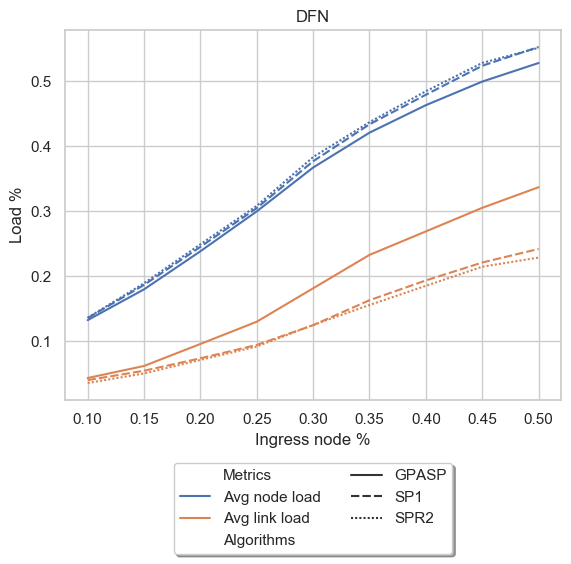 DFN
Load %
0.5
0.4
0.3
0.2
0.1
0.10 0.15 0.20 0.25 0.30 0.35 0.40 0.45 0.50
Ingress node %
Metrics
Avg node load
Avg link load
Algorithms
GPASP
SP1
SPR2